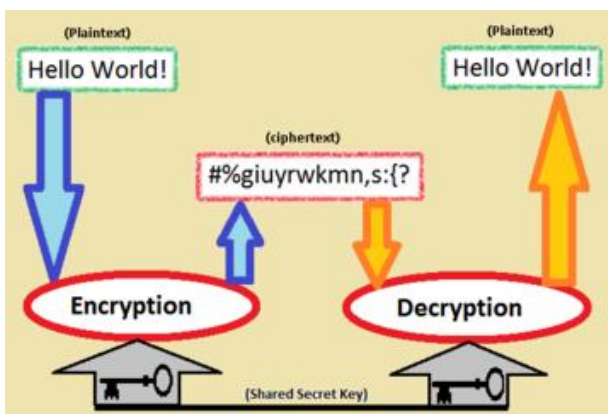 (Plaintext)
Hello World!
(Plaintext)
Hello World!
(ciphertext)
#%giuyrwkmn,s:{?
Encryption
Decryption
(Shared Secret Key)